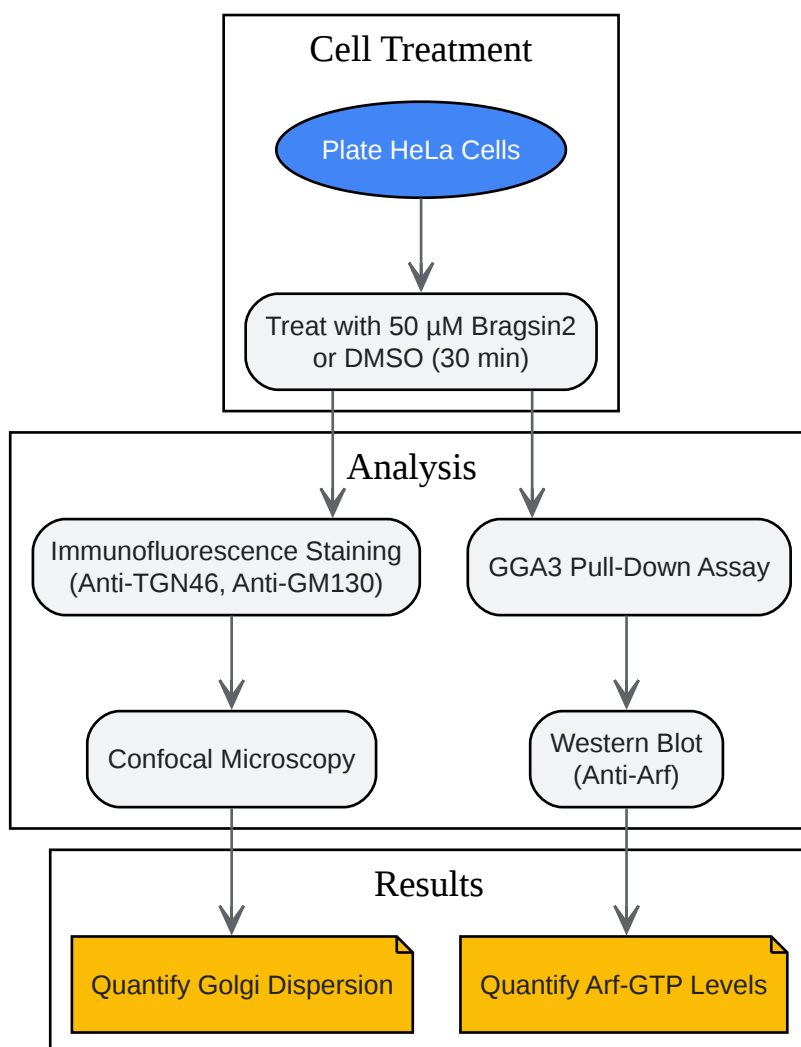 Cell Treatment
Plate HeLa Cells
Treat with 50 µM Bragsin2
or DMSO (30 min)
Analysis
Immunofluorescence Staining
(Anti-TGN46, Anti-GM130)
GGA3 Pull-Down Assay
Confocal Microscopy
Western Blot
(Anti-Arf)
Results
Quantify Golgi Dispersion
Quantify Arf-GTP Levels